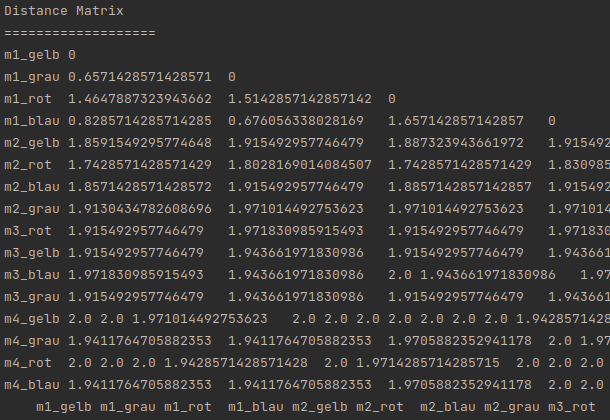 Distance Matrix
===================
m1_gelb 0
m1_grau 0.6571428571428571 0
m1_rot 1.4647887323943662 1.5142857142857142 0
m1_blau 0.8285714285714285 0.676056338028169 1.657142857142857 0
m2_gelb 1.8591549295774648 1.915492957746479 1.887323943661972 1.915492
m2_rot 1.7428571428571429 1.8028169014084507 1.7428571428571429 1.830985
m2_blau 1.8571428571428572 1.915492957746479 1.8857142857142857 1.915492
m2_grau 1.9130434782608696 1.971014492753623 1.971014492753623 1.971014
m3_rot 1.915492957746479 1.971830985915493 1.915492957746479 1.971830
m3_gelb 1.915492957746479 1.943661971830986 1.915492957746479 1.943661
m3_blau 1.971830985915493 1.943661971830986 2.0 1.943661971830986 1.97
m3_grau 1.915492957746479 1.943661971830986 1.915492957746479 1.943661
m4_gelb 2.0 2.0 1.971014492753623 2.0 2.0 2.0 2.0 2.0 2.0 2.0 1.9428571428
m4_grau 1.9411764705882353 1.9411764705882353 1.9705882352941178 2.0 1.97
m4_rot 2.0 2.0 2.0 1.9428571428571428 2.0 1.9714285714285715 2.0 2.0 2.0
m4_blau 1.9411764705882353 1.9411764705882353 1.9705882352941178 2.0 2.0
m1_gelb m1_grau m1_rot m1_blau m2_gelb m2_rot m2_blau m2_grau m3_rot